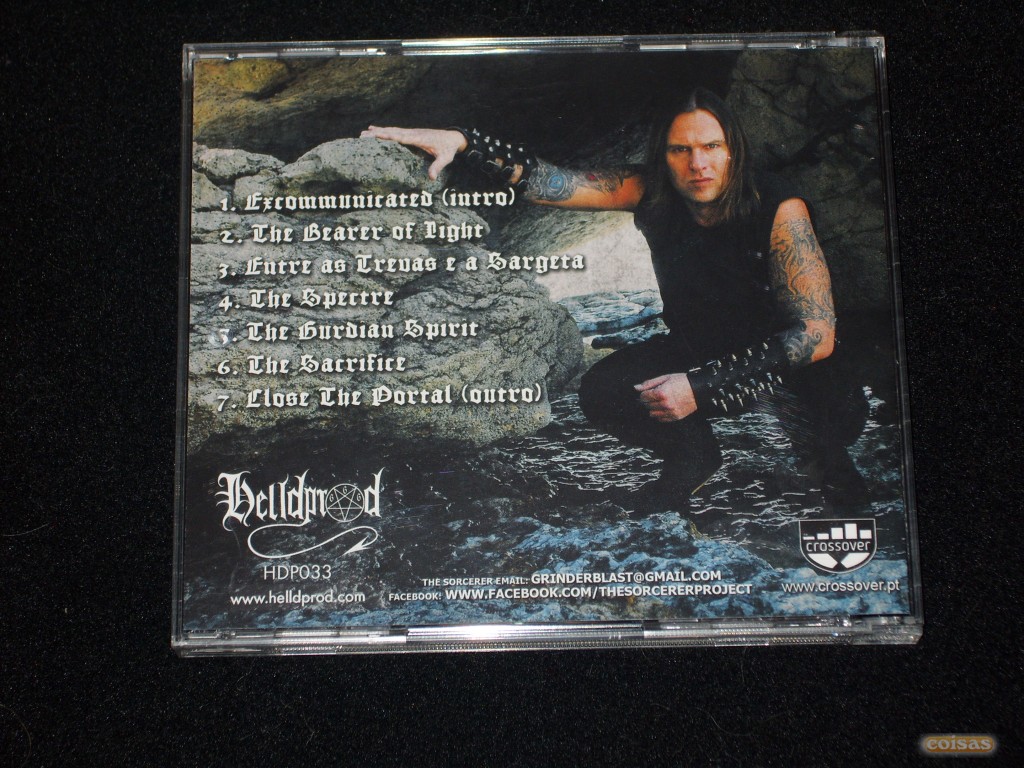 1. Excommunicated (intro)
2. The Bearer of Light
3. Entre as Trevas e a Sargeta
4. The Spectre
5. The Gurdian Spirit
6. The Sacrifice
7. Close The Portal (outro)
Helldprod
HDP033
www.helldprod.com
THE SORCERER EMAIL: GRINDERBLAST@GMAIL.COM
FACEBOOK: WWW.FACEBOOK.COM/THESORCERERPROJECT
crossover
www.crossover.pt
coisas